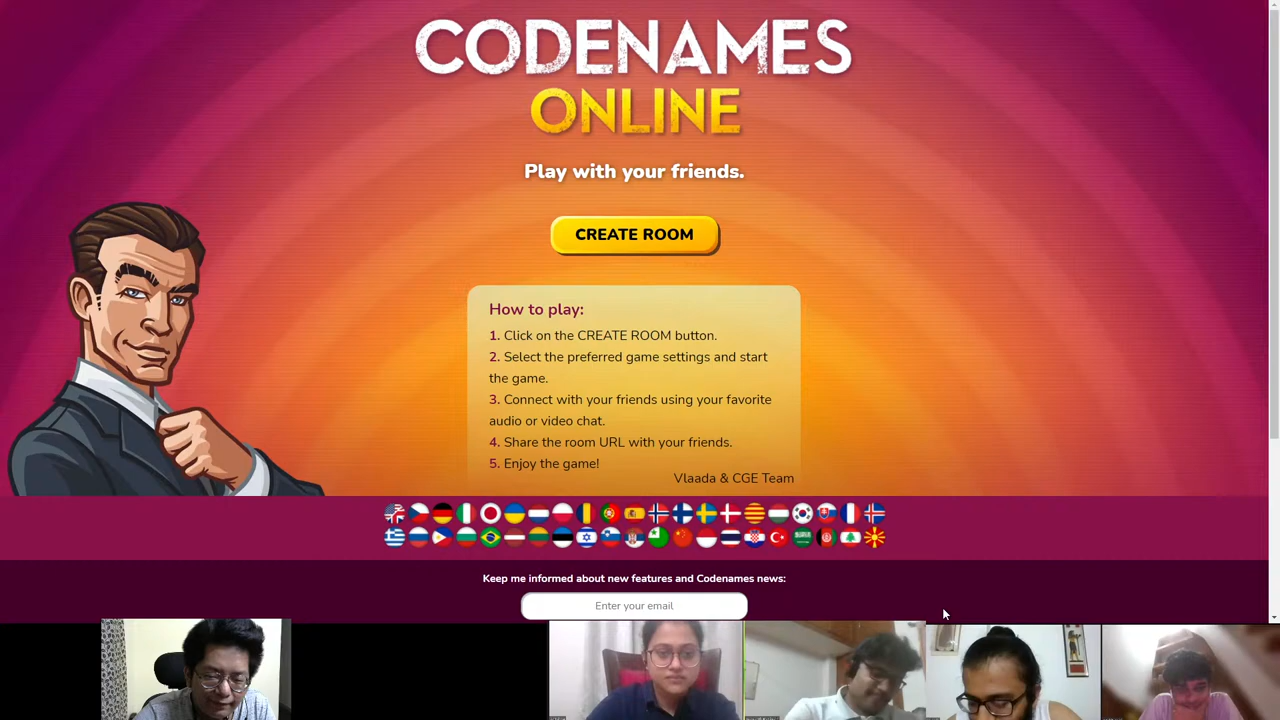 CODENAMES
ONLINE
Play with your friends.
CREATE ROOM
How to play:
1. Click on the CREATE ROOM button.
2. Select the preferred game settings and start
the game.
3. Connect with your friends using your favorite
audio or video chat.
4. Share the room URL with your friends.
5. Enjoy the game!
Vlaada & CGE Team
Keep me informed about new features and Codenames news:
Enter your email